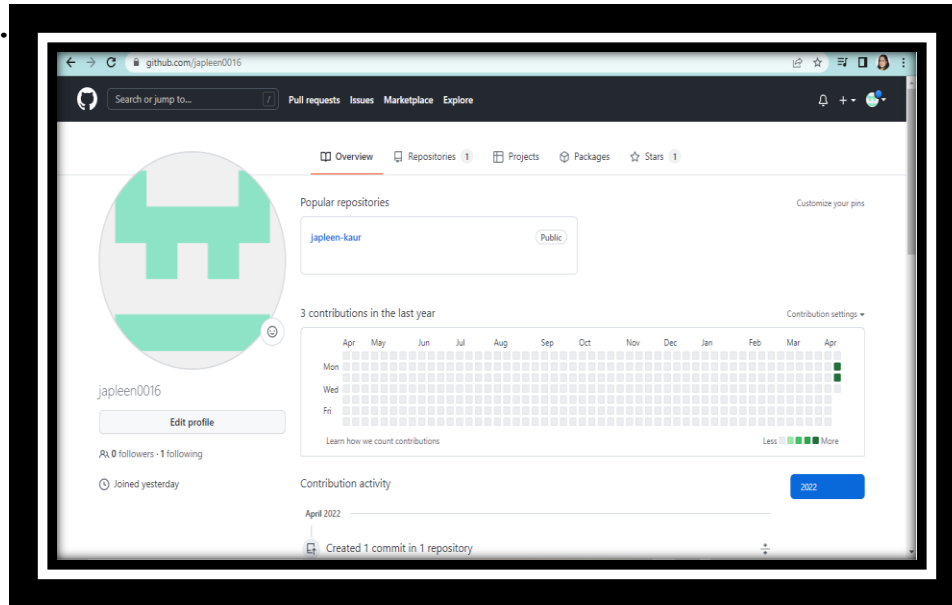 github.com/japleen0016
Search or jump to... / Pull requests Issues Marketplace Explore
Overview Repositories 1 Projects Packages Stars 1
Popular repositories Customize your pins
japleen-kaur Public
3 contributions in the last year Contribution settings
Apr May Jun Jul Aug Sep Oct Nov Dec Jan Feb Mar Apr
Mon
Wed
Fri
Learn how we count contributions Less More
japleen0016
Edit profile
0 followers · 1 following
Joined yesterday
Contribution activity 2022
April 2022
Created 1 commit in 1 repository